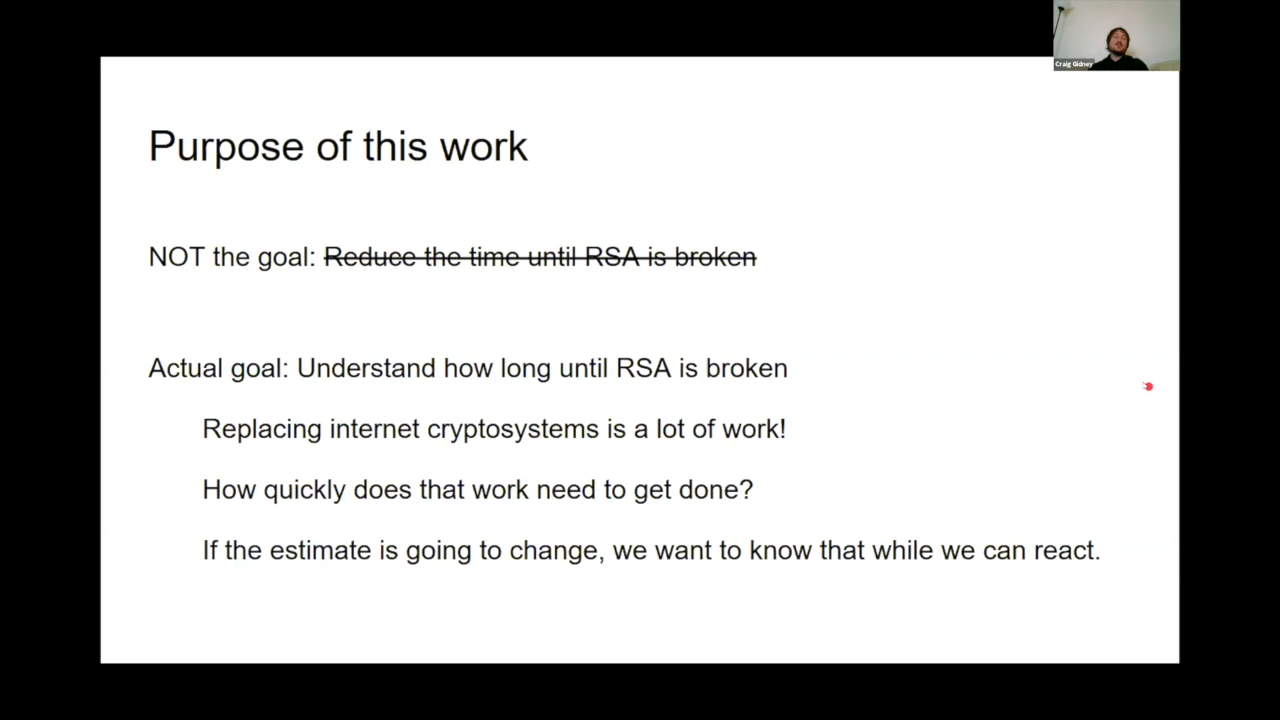 Craig Gidney
Purpose of this work
NOT the goal: Reduce the time until RSA is broken
Actual goal: Understand how long until RSA is broken
Replacing internet cryptosystems is a lot of work!
How quickly does that work need to get done?
If the estimate is going to change, we want to know that while we can react.